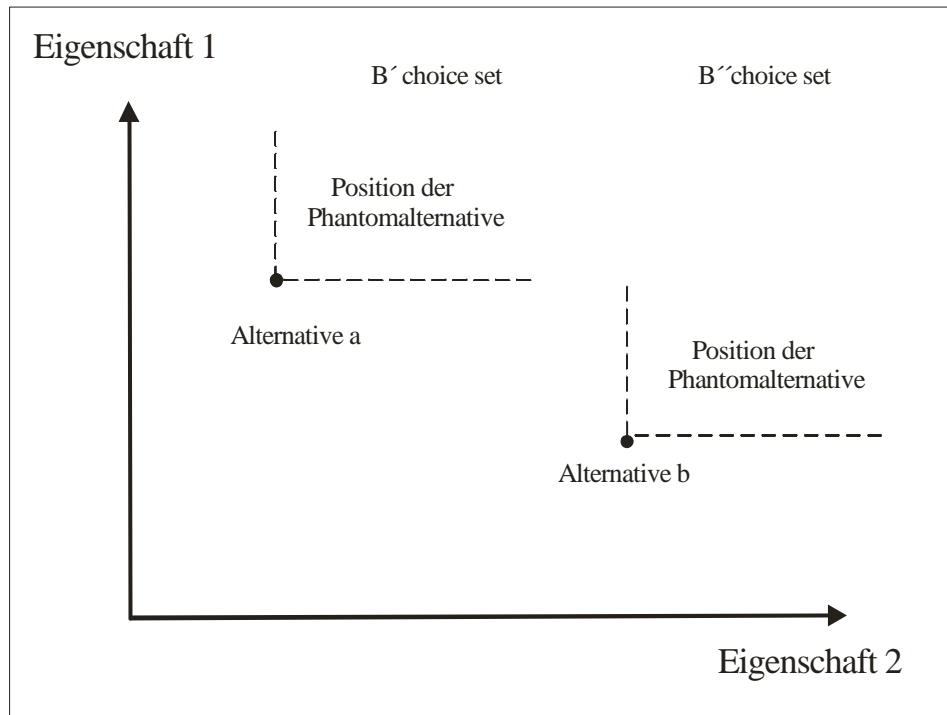 Eigenschaft 1
B´ choice set
B´´choice set
Position der
Phantomalternative
Alternative a
Position der
Phantomalternative
Alternative b
Eigenschaft 2